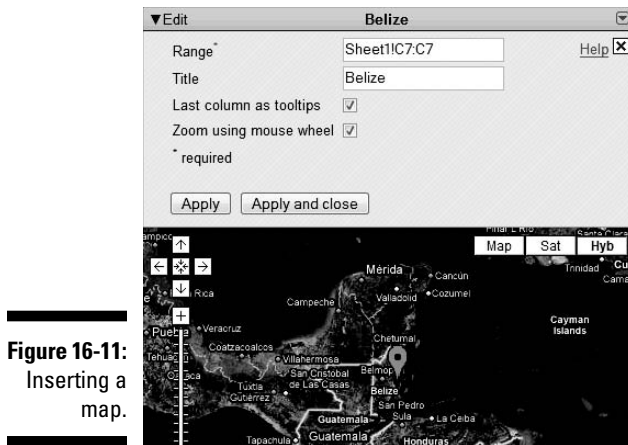 ▼Edit Belize
Range* Sheet1!C7:C7 Help
Title Belize
Last column as tooltips
Zoom using mouse wheel
* required
Apply Apply and close
Map Sat Hyb
Mérida
Cancún
Trinidad
Valladolid
Cozumel
Campeche
Cayman
Islands
Veracruz
Chetumal
Coatzacoalcos
Villahermosa
Belmop
San Cristóbal
de Las Casas
Tuxtla
Gutiérrez
Belize
San Pedro
Sula
La Ceiba
Guatemala
Guatemala
Tapachula
Honduras
Figure 16-11:
Inserting a
map.